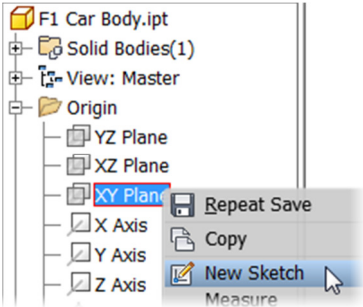 F1 Car Body.ipt
Solid Bodies(1)
View: Master
Origin
YZ Plane
XZ Plane
XY Plane
Repeat Save
Copy
X Axis
New Sketch
Y Axis
Measure
Z Axis